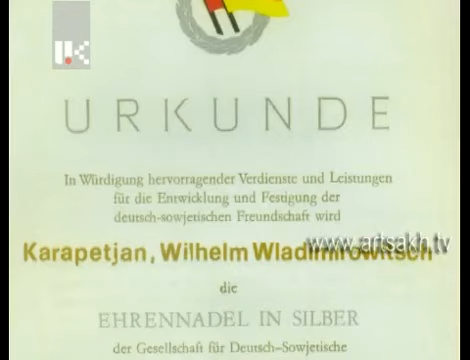 URKUNDE
In Würdigung hervorragender Verdienste und Leistungen
für die Entwicklung und Festigung der
deutsch-sowjetischen Freundschaft wird
www.artsakh.tv
Karapetjan, Wilhelm Wladimirowitsch
die
EHRENNADEL IN SILBER
der Gesellschaft für Deutsch-Sowjetische